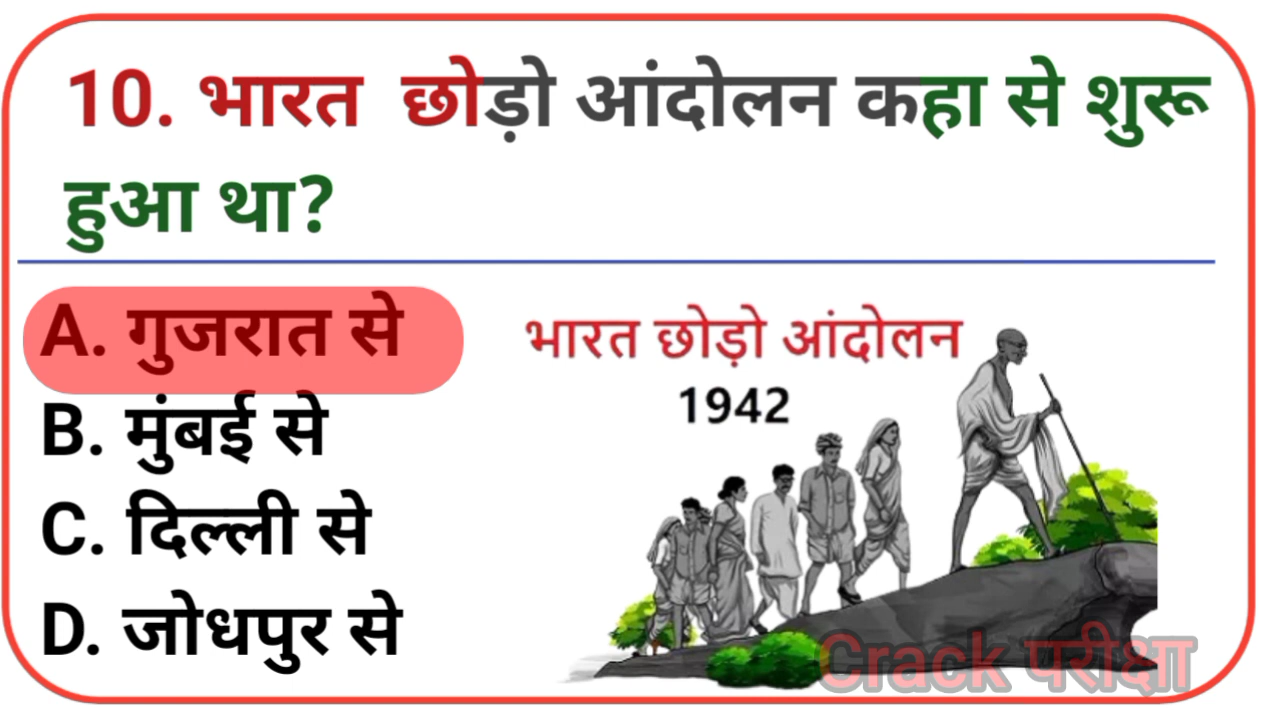 10. भारत छोड़ो आंदोलन कहा से शुरू
हुआ था?
A. गुजरात से
B. मुंबई से
C. दिल्ली से
D. जोधपुर से
भारत छोड़ो आंदोलन
1942
Crack परीक्षा